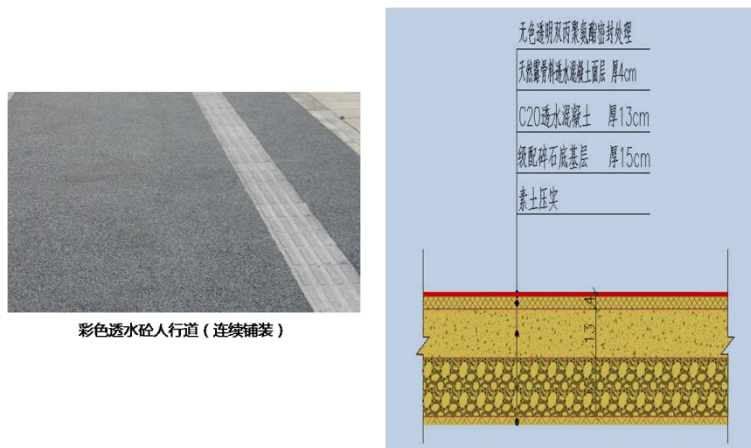 彩色透水砼人行道（连续铺装）
无色透明双丙聚氨酯密封处理
天然露骨料透水混凝土面层 厚4cm
C20透水混凝土 厚13cm
级配碎石底基层 厚15cm
素土压实
4
13